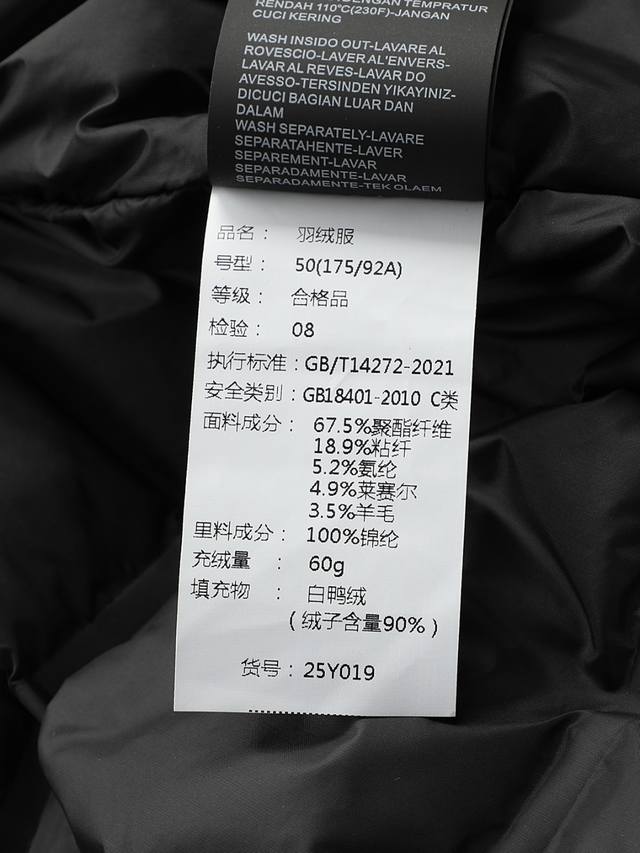 DENGAN TEMPRATUR
RENDAH 110°C(230F)-JANGAN
CUCI KERING
WASH INSIDO OUT-LAVARE AL
ROVESCIO-LAVER AL'ENVERS-
LAVAR AL REVES-LAVAR DO
AVESSO-TERSINDEN YIKAYINIZ-
DICUCI BAGIAN LUAR DAN
DALAM
WASH SEPARATELY-LAVARE
SEPARATAHENTE-LAVER
SEPAREMENT-LAVAR
SEPARADAMENTE-LAVAR
SEPARADAMENTE-TEK OLAEM
品名： 羽绒服
号型： 50(175/92A)
等级： 合格品
检验： 08
执行标准：GB/T14272-2021
安全类别：GB18401-2010 C类
面料成分： 67.5%聚酯纤维
18.9%粘纤
5.2%氨纶
4.9%莱赛尔
3.5%羊毛
里料成分： 100%锦纶
充绒量 ： 60g
填充物 ： 白鸭绒
(绒子含量90%)
货号：25Y019